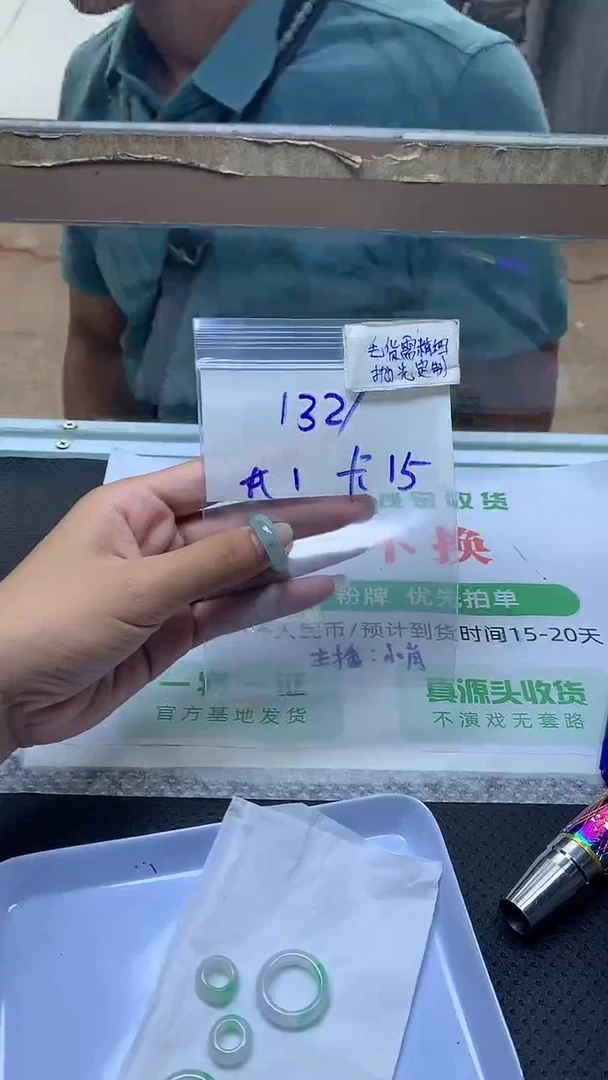 毛货需精细
抛光定制
132/
共1 卡15
收货
不换
粉牌 优先拍单
人民币/预计到货时间15-20天
主播:小肖
一物一证
真源头收货
官方基地发货
不演戏无套路